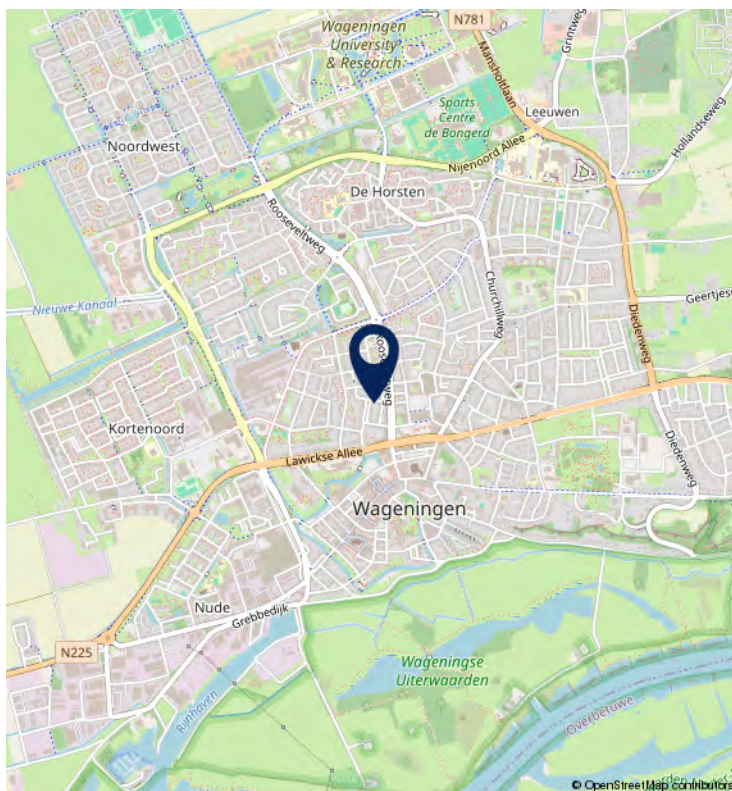 N781
Wageningen
University
& Research
Mansholtlaan
Grintweg
Sports
Centre
de Bongerd
Leeuwen
Hollandseweg
Noordwest
Nijenoord Allee
De Horsten
Rooseveltweg
Churchillweg
Nieuwe Kanaal
Diedenweg
Kortenoord
Lawickse Allee
Diedenweg
Wageningen
Nude
Grebbedijk
N225
Wageningse
Uiterwaarden
Rijnhaven
Overbetuwe
© OpenStreetMap contributors